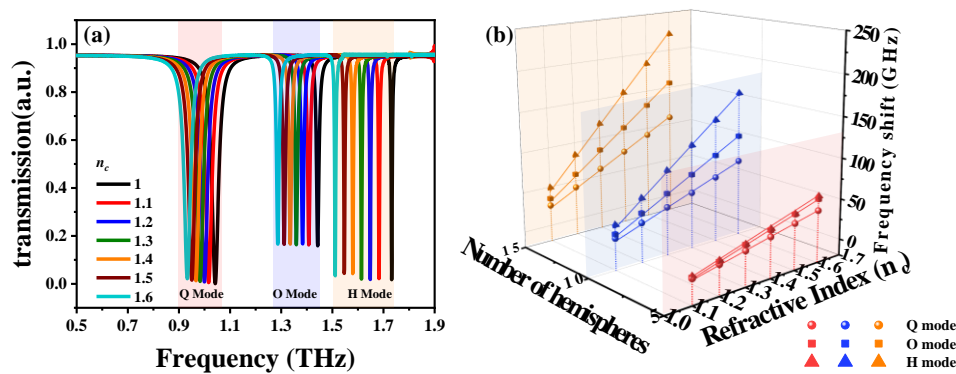 (a)
transmission(a.u.)
1.0
0.8
0.6
0.4
0.2
0.0
n_c
1
1.1
1.2
1.3
1.4
1.5
1.6
Q Mode
O Mode
H Mode
0.5
0.7
0.9
1.1
1.3
1.5
1.7
1.9
Frequency (THz)
(b)
Frequency shift (GHz)
250
200
150
100
50
0
Number of hemispheres
15
10
5
Refractive Index (n_c)
1.0
1.1
1.2
1.3
1.4
1.5
1.6
1.7
Q mode
O mode
H mode